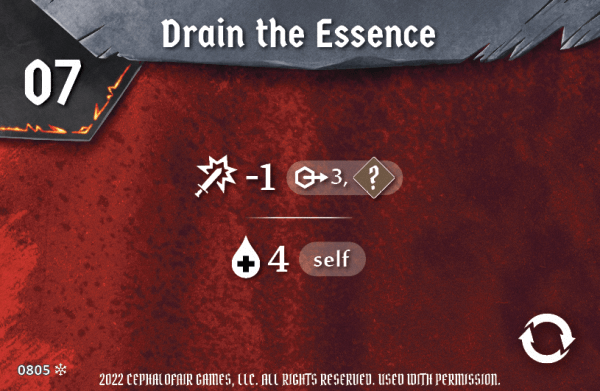 Drain the Essence
07
-1 3, ?
4 self
0805
2022 CEPHALOFAIR GAMES, LLC. ALL RIGHTS RESERVED. USED WITH PERMISSION.